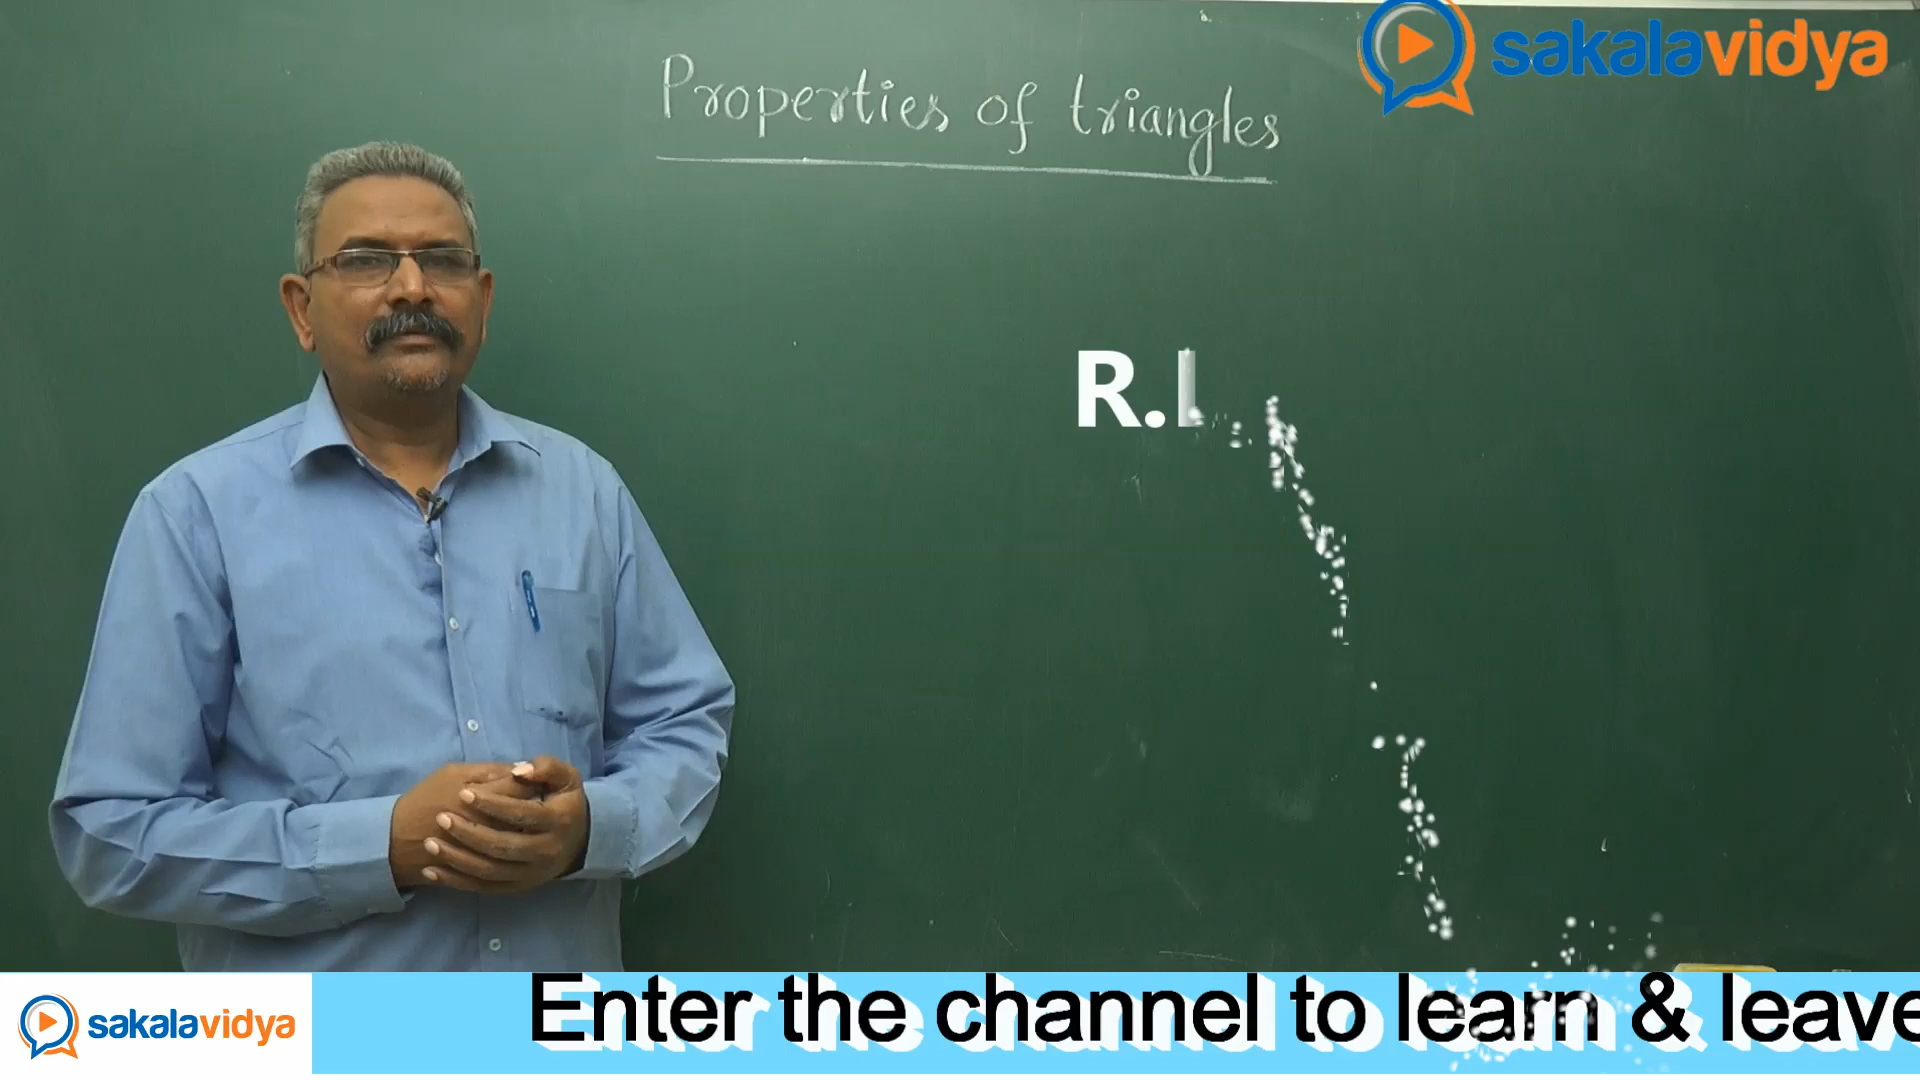 sakalavidya
Properties of triangles
R.
sakalavidya
Enter the channel to learn & leave